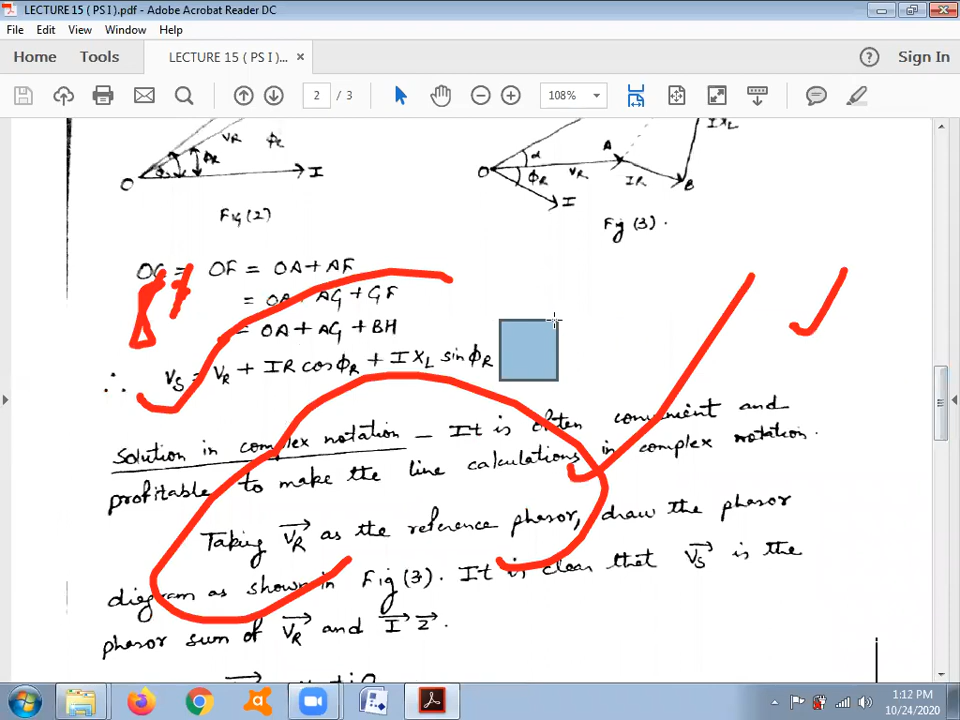 LECTURE 15 ( PS I ).pdf - Adobe Acrobat Reader DC
File Edit View Window Help
Home Tools LECTURE 15 ( PS I )... × Sign In
2 / 3 108%
VR I O Fig (2)
IXL α A O φR VR IR B I Fig (3).
OC = OF = OA + AF
= OA + AG + GF
= OA + AG + BH
∴ VS = VR + IR cosφR + IXL sinφR
Solution in complex notation - It is often convenient and
profitable to make the line calculations in complex notation.
Taking VR as the reference phasor, draw the phasor
diagram as shown in Fig (3). It is clear that VS is the
phasor sum of VR and I Z.
1:12 PM
10/24/2020